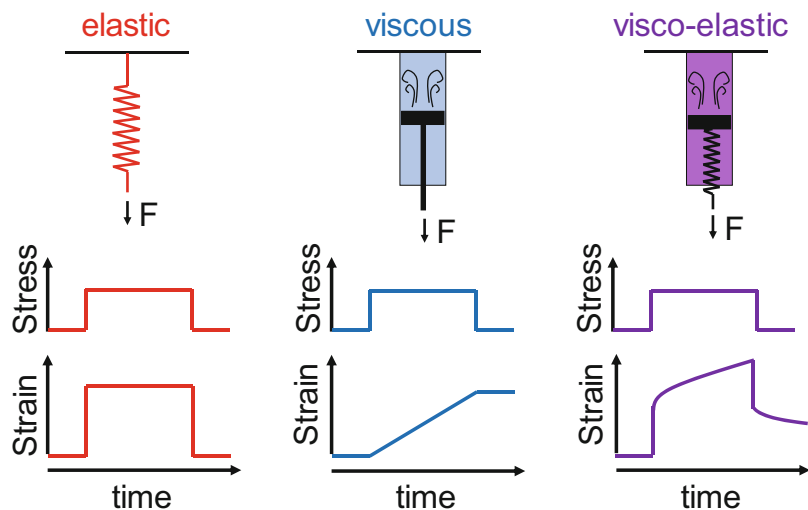 elastic
viscous
visco-elastic
F
F
F
Stress
Stress
Stress
Strain
Strain
Strain
time
time
time